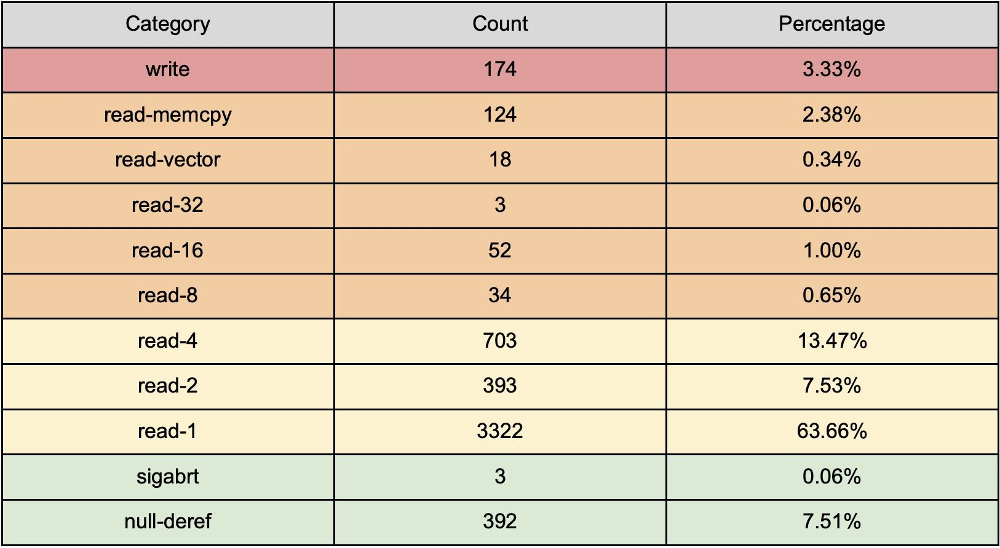 Category Count Percentage
write 174 3.33%
read-memcpy 124 2.38%
read-vector 18 0.34%
read-32 3 0.06%
read-16 52 1.00%
read-8 34 0.65%
read-4 703 13.47%
read-2 393 7.53%
read-1 3322 63.66%
sigabrt 3 0.06%
null-deref 392 7.51%